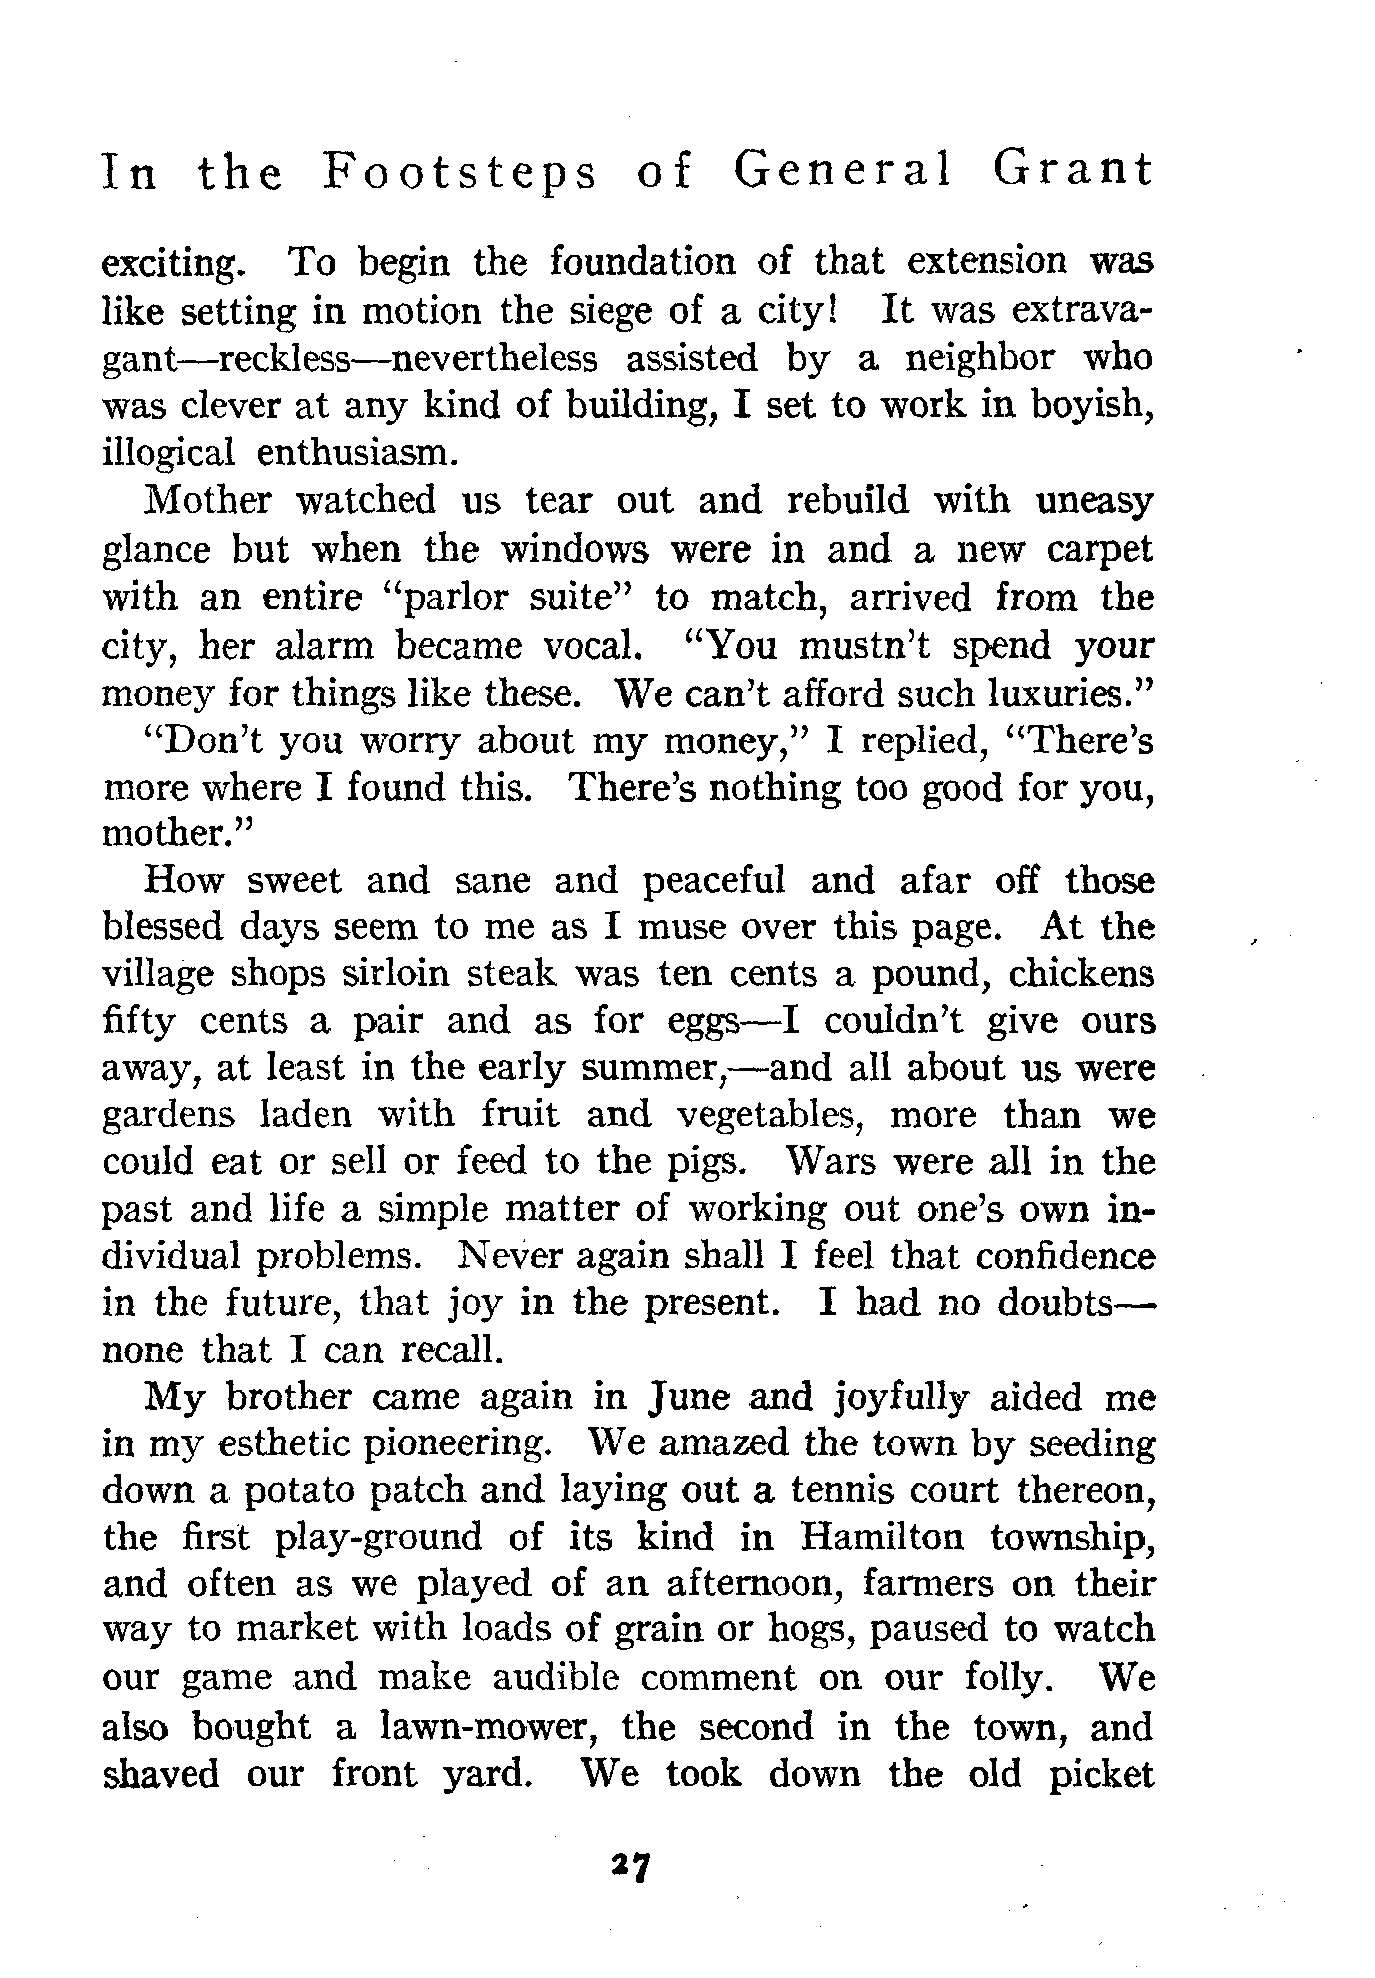 In the Footsteps of General Grant
exciting. To begin the foundation of that extension was
like setting in motion the siege of a city! It was extrava-
gant—reckless—nevertheless assisted by a neighbor who
was clever at any kind of building, I set to work in boyish,
illogical enthusiasm.
Mother watched us tear out and rebuild with uneasy
glance but when the windows were in and a new carpet
with an entire “parlor suite” to match, arrived from the
city, her alarm became vocal. “You mustn’t spend your
money for things like these. We can’t afford such luxuries.”
“Don’t you worry about my money,” I replied, “There’s
more where I found this. There’s nothing too good for you,
mother.”
How sweet and sane and peaceful and afar off those
blessed days seem to me as I muse over this page. At the
village shops sirloin steak was ten cents a pound, chickens
fifty cents a pair and as for eggs—I couldn’t give ours
away, at least in the early summer,—and all about us were
gardens laden with fruit and vegetables, more than we
could eat or sell or feed to the pigs. Wars were all in the
past and life a simple matter of working out one’s own in-
dividual problems. Never again shall I feel that confidence
in the future, that joy in the present. I had no doubts—
none that I can recall.
My brother came again in June and joyfully aided me
in my esthetic pioneering. We amazed the town by seeding
down a potato patch and laying out a tennis court thereon,
the first play-ground of its kind in Hamilton township,
and often as we played of an afternoon, farmers on their
way to market with loads of grain or hogs, paused to watch
our game and make audible comment on our folly. We
also bought a lawn-mower, the second in the town, and
shaved our front yard. We took down the old picket
27